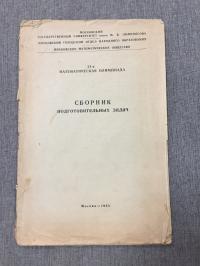 МОСКОВСКИЙ
ГОСУДАРСТВЕННЫЙ УНИВЕРСИТЕТ имени М. В. ЛОМОНОСОВА
МОСКОВСКИЙ ГОРОДСКОЙ ОТДЕЛ НАРОДНОГО ОБРАЗОВАНИЯ
МОСКОВСКОЕ МАТЕМАТИЧЕСКОЕ ОБЩЕСТВО
МАТЕМАТИЧЕСКАЯ ОЛИМПИАДА
СБОРНИК
ПОДГОТОВИТЕЛЬНЫХ ЗАДАЧ
Москва